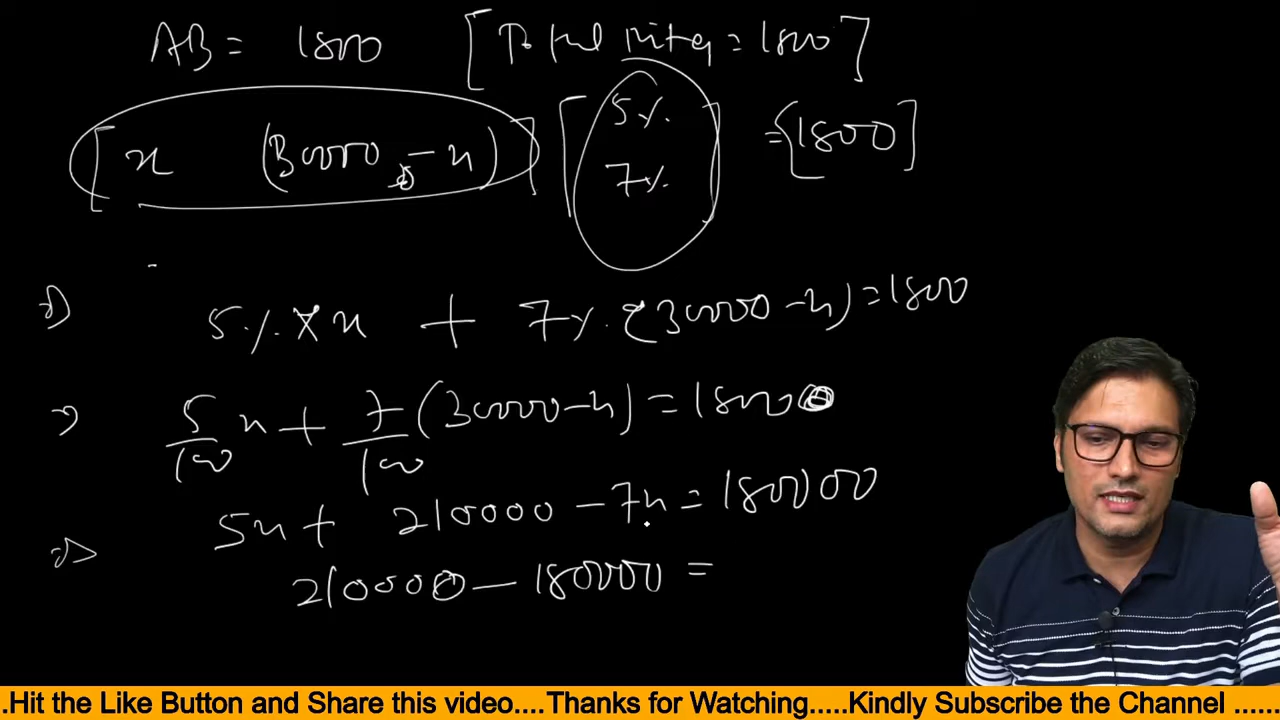 AB = 1800 [Total inter = 1800]
[x (30000 - x)] [5% 7%] = [1800]
⇒ 5% × x + 7% × (30000 - x) = 1800
⇒ 5/100 x + 7/100 (30000 - x) = 1800
⇒ 5x + 210000 - 7x = 180000
210000 - 180000 =
.Hit the Like Button and Share this video....Thanks for Watching.....Kindly Subscribe the Channel ......